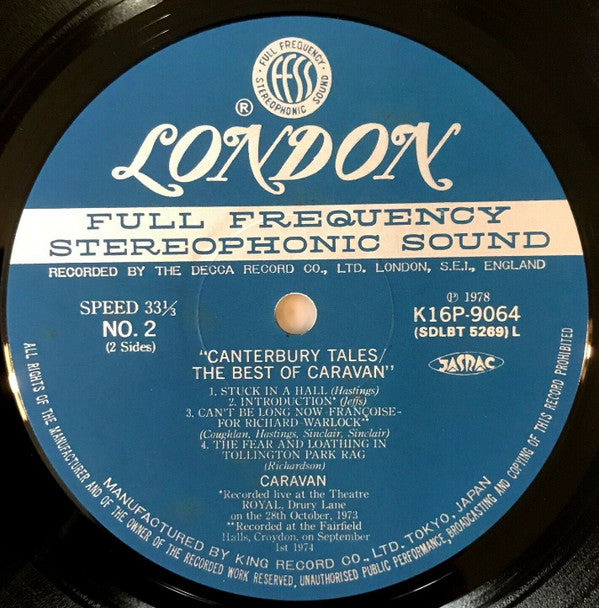 FULL FREQUENCY
FFSS
STEREOPHONIC SOUND
®
LONDON
FULL FREQUENCY
STEREOPHONIC SOUND
RECORDED BY THE DECCA RECORD CO., LTD. LONDON, S.E.I., ENGLAND
SPEED 33⅓
NO. 2
(2 Sides)
Ⓟ 1978
K16P-9064
(SDLBT 5269) L
JASRAC
"CANTERBURY TALES/
THE BEST OF CARAVAN"
1. STUCK IN A HALL (Hastings)
2. INTRODUCTION* (Jeffs)
3. CAN'T BE LONG NOW-FRANÇOISE-
FOR RICHARD-WARLOCK**
(Coughlan, Hastings, Sinclair, Sinclair)
4. THE FEAR AND LOATHING IN
TOLLINGTON PARK RAG
(Richardson)
CARAVAN
*Recorded live at the Theatre
ROYAL, Drury Lane
on the 28th October, 1973
**Recorded at the Fairfield
Halls, Croydon, on September
1st 1974
MANUFACTURED BY KING RECORD CO., LTD. TOKYO, JAPAN
ALL RIGHTS OF THE MANUFACTURER AND OF THE OWNER OF THE RECORDED WORK RESERVED, UNAUTHORISED PUBLIC PERFORMANCE, BROADCASTING AND COPYING OF THIS RECORD PROHIBITED